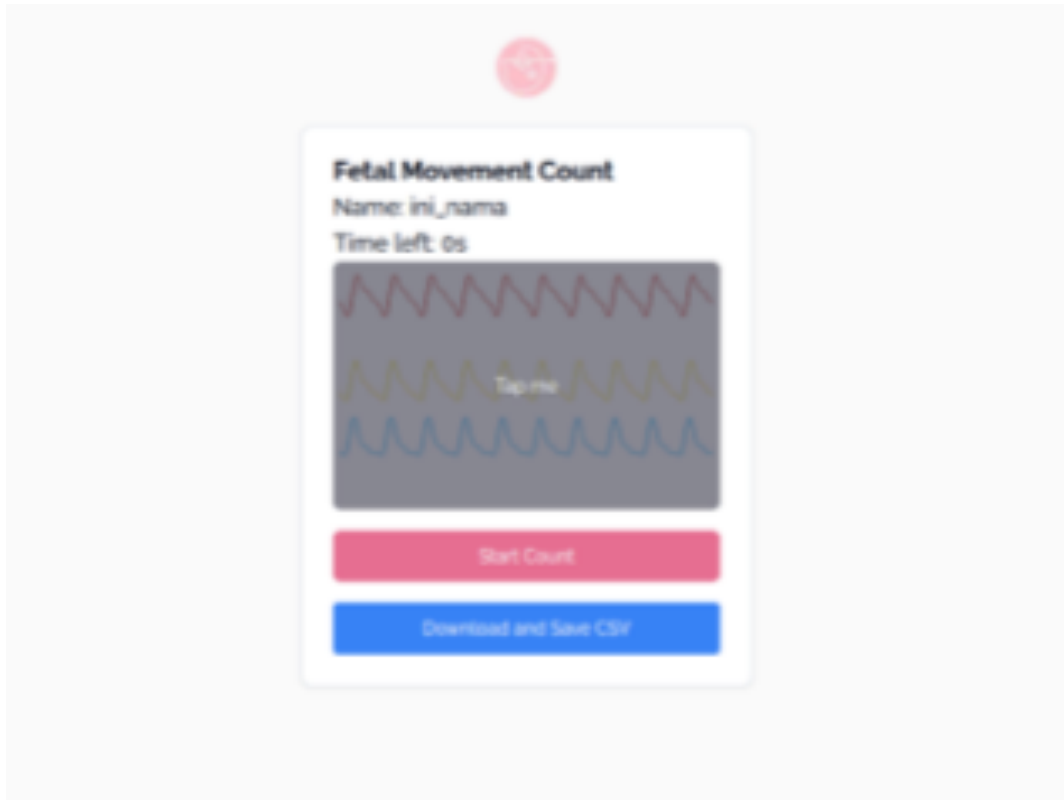 Fetal Movement Count
Name: ini_nama
Time left: 0s
Tap me
Start Count
Download and Save CSV